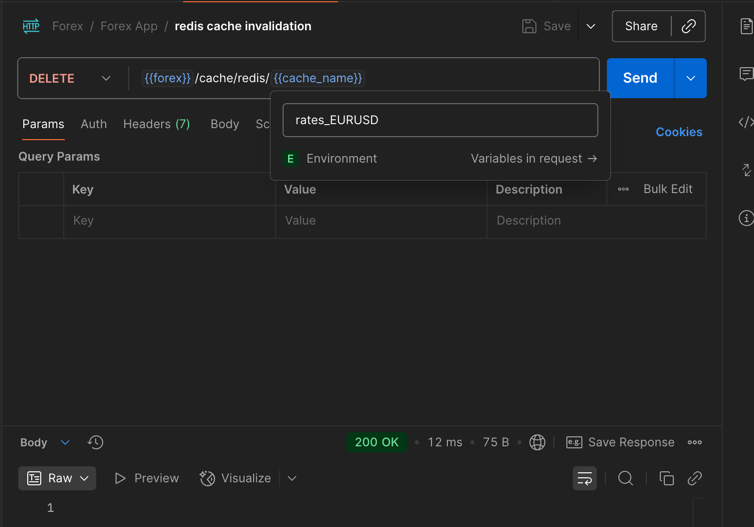 HTTP Forex / Forex App / redis cache invalidation Save Share
DELETE {{forex}} /cache/redis/ {{cache_name}} Send
rates_EURUSD
Params Auth Headers (7) Body Sc Cookies
E Environment Variables in request →
Query Params
Key Value Description Bulk Edit
Key Value Description
Body 200 OK 12 ms 75 B e.g. Save Response
Raw Preview Visualize
1